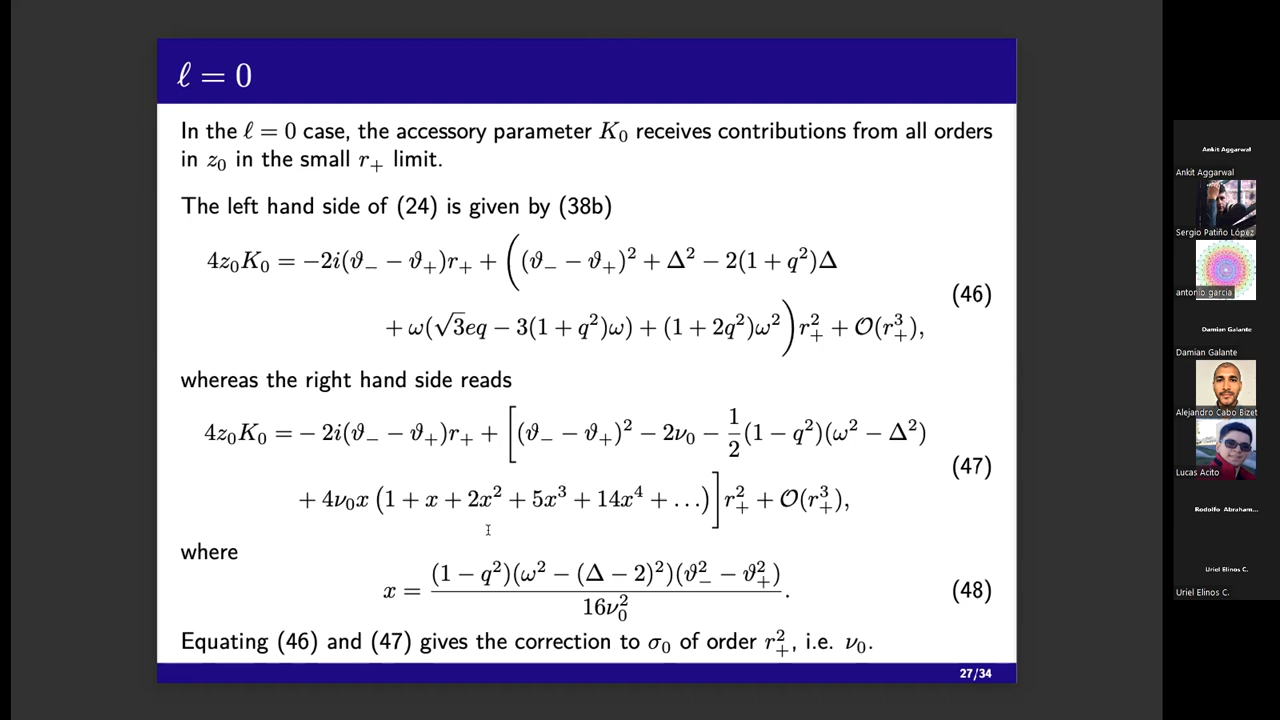 ℓ = 0
In the ℓ = 0 case, the accessory parameter K₀ receives contributions from all orders
in z₀ in the small r₊ limit.
The left hand side of (24) is given by (38b)
4z₀K₀ = −2i(ϑ₋ − ϑ₊)r₊ + ((ϑ₋ − ϑ₊)² + Δ² − 2(1 + q²)Δ
+ ω(√3eq − 3(1 + q²)ω) + (1 + 2q²)ω²)r₊² + 𝒪(r₊³),
(46)
whereas the right hand side reads
4z₀K₀ = − 2i(ϑ₋ − ϑ₊)r₊ + [(ϑ₋ − ϑ₊)² − 2ν₀ − 1/2(1 − q²)(ω² − Δ²)
+ 4ν₀x (1 + x + 2x² + 5x³ + 14x⁴ + ...)]r₊² + 𝒪(r₊³),
(47)
where
x = (1 − q²)(ω² − (Δ − 2)²)(ϑ₋² − ϑ₊²) / 16ν₀² .
(48)
Equating (46) and (47) gives the correction to σ₀ of order r₊², i.e. ν₀.
27/34
Ankit Aggarwal
Ankit Aggarwal
Sergio Patiño López
antonio garcia
Damian Galante
Damian Galante
Alejandro Cabo Bizet
Lucas Acito
Rodolfo Abraham...
Uriel Elinos C.
Uriel Elinos C.